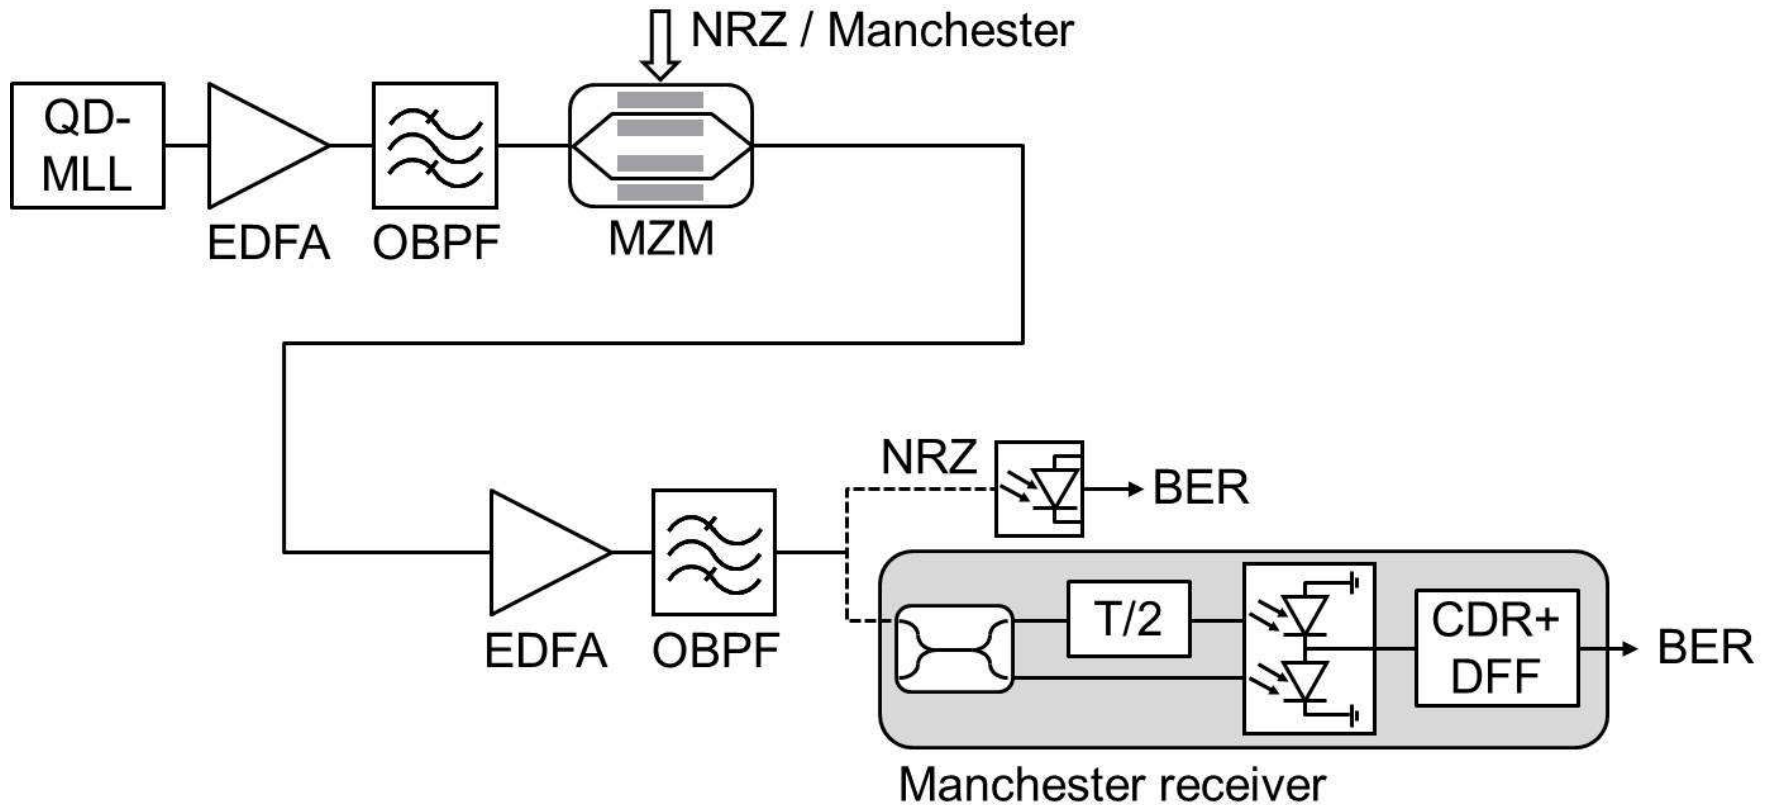 NRZ / Manchester
QD-
MLL
EDFA
OBPF
MZM
NRZ
BER
EDFA
OBPF
T/2
CDR+
DFF
BER
Manchester receiver